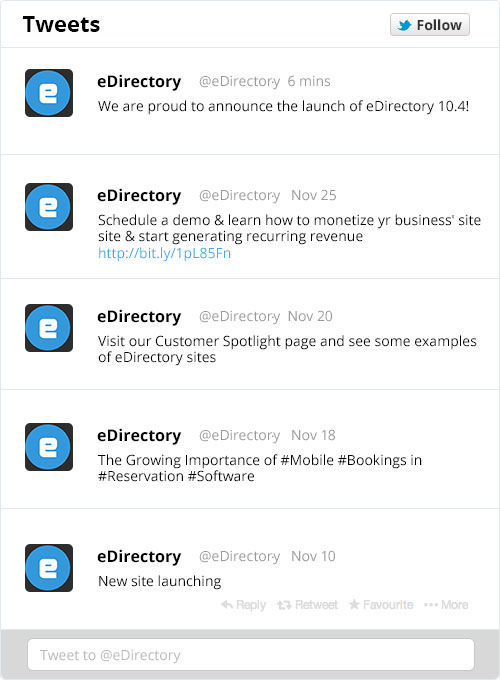 Tweets
Follow
eDirectory @eDirectory 6 mins
We are proud to announce the launch of eDirectory 10.4!
eDirectory @eDirectory Nov 25
Schedule a demo & learn how to monetize yr business' site
site & start generating recurring revenue
http://bit.ly/1pL85Fn
eDirectory @eDirectory Nov 20
Visit our Customer Spotlight page and see some examples
of eDirectory sites
eDirectory @eDirectory Nov 18
The Growing Importance of #Mobile #Bookings in
#Reservation #Software
eDirectory @eDirectory Nov 10
New site launching
Reply Retweet Favourite More
Tweet to @eDirectory